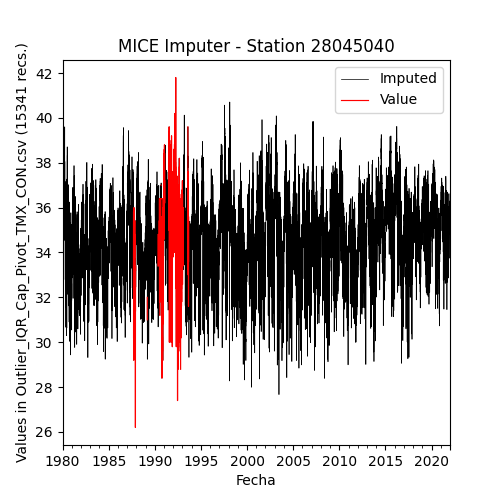 MICE Imputer - Station 28045040
Values in Outlier_IQR_Cap_Pivot_TMX_CON.csv (15341 recs.)
42
40
38
36
34
32
30
28
26
Imputed
Value
1980 1985 1990 1995 2000 2005 2010 2015 2020
Fecha